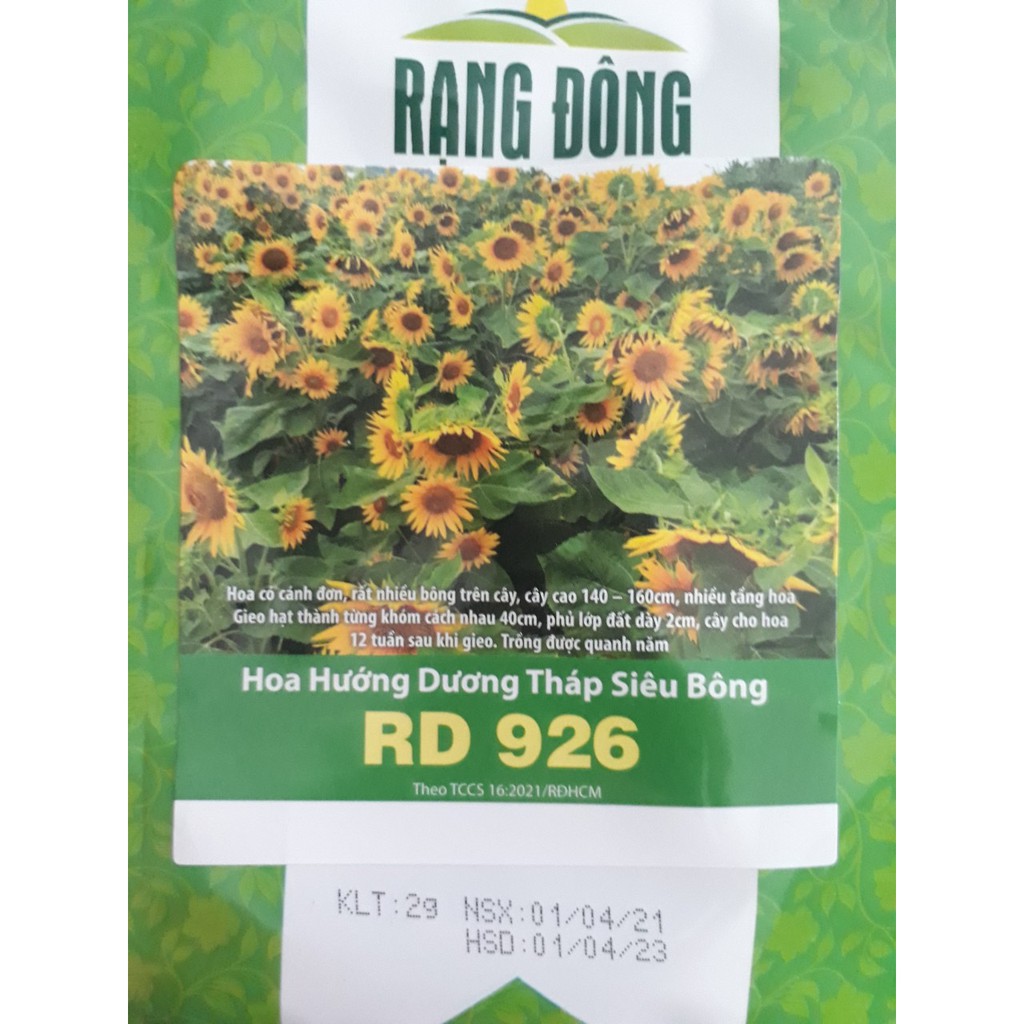 RẠNG ĐÔNG
Hoa có cánh đơn, rất nhiều bông trên cây, cây cao 140 – 160cm, nhiều tầng hoa
Gieo hạt thành từng khóm cách nhau 40cm, phủ lớp đất dày 2cm, cây cho hoa
12 tuần sau khi gieo. Trồng được quanh năm
Hoa Hướng Dương Tháp Siêu Bông
RD 926
Theo TCCS 16:2021/RĐHCM
KLT:2g NSX:01/04/21
HSD:01/04/23